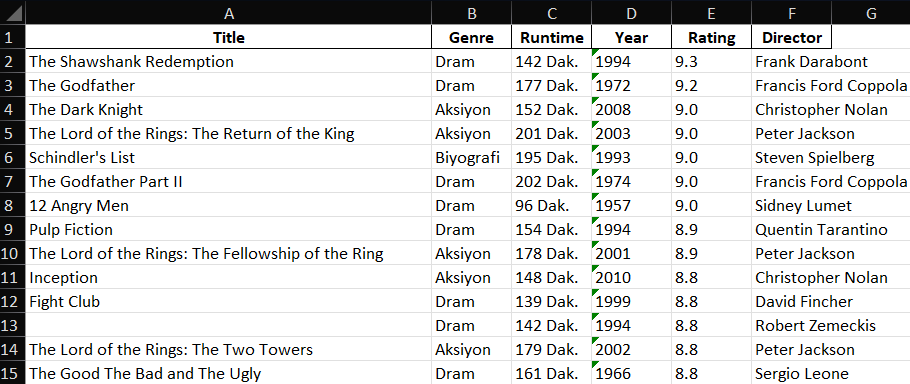 A B C D E F G
1 Title Genre Runtime Year Rating Director
2 The Shawshank Redemption Dram 142 Dak. 1994 9.3 Frank Darabont
3 The Godfather Dram 177 Dak. 1972 9.2 Francis Ford Coppola
4 The Dark Knight Aksiyon 152 Dak. 2008 9.0 Christopher Nolan
5 The Lord of the Rings: The Return of the King Aksiyon 201 Dak. 2003 9.0 Peter Jackson
6 Schindler's List Biyografi 195 Dak. 1993 9.0 Steven Spielberg
7 The Godfather Part II Dram 202 Dak. 1974 9.0 Francis Ford Coppola
8 12 Angry Men Dram 96 Dak. 1957 9.0 Sidney Lumet
9 Pulp Fiction Dram 154 Dak. 1994 8.9 Quentin Tarantino
10 The Lord of the Rings: The Fellowship of the Ring Aksiyon 178 Dak. 2001 8.9 Peter Jackson
11 Inception Aksiyon 148 Dak. 2010 8.8 Christopher Nolan
12 Fight Club Dram 139 Dak. 1999 8.8 David Fincher
13 Dram 142 Dak. 1994 8.8 Robert Zemeckis
14 The Lord of the Rings: The Two Towers Aksiyon 179 Dak. 2002 8.8 Peter Jackson
15 The Good The Bad and The Ugly Dram 161 Dak. 1966 8.8 Sergio Leone